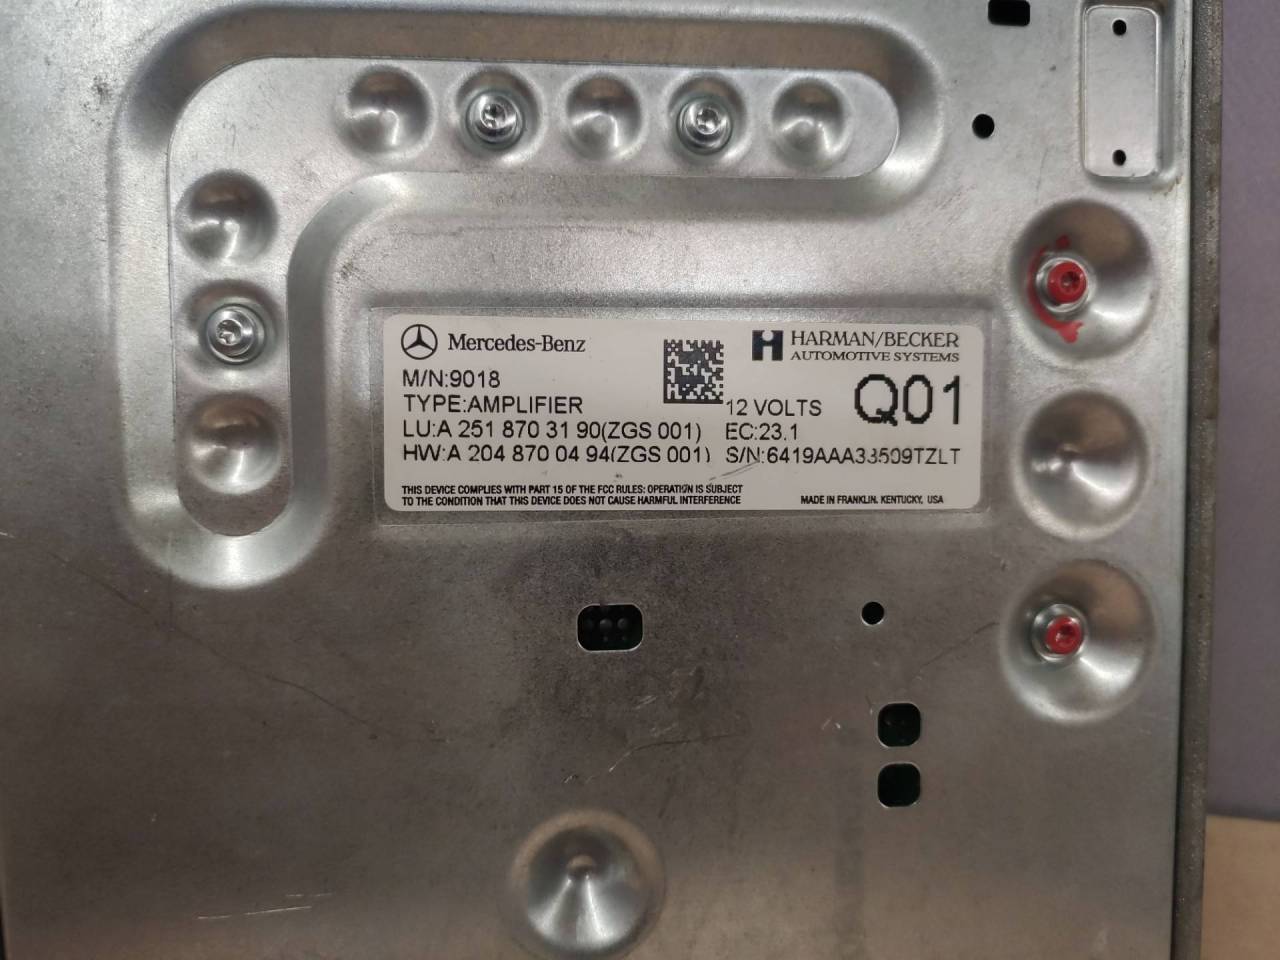 Mercedes-Benz
HARMAN/BECKER
AUTOMOTIVE SYSTEMS
M/N:9018
TYPE:AMPLIFIER
12 VOLTS
Q01
LU:A 251 870 31 90(ZGS 001)
EC:23.1
HW:A 204 870 04 94(ZGS 001)
S/N:6419AAA33509TZLT
THIS DEVICE COMPLIES WITH PART 15 OF THE FCC RULES: OPERATION IS SUBJECT
TO THE CONDITION THAT THIS DEVICE DOES NOT CAUSE HARMFUL INTERFERENCE
MADE IN FRANKLIN, KENTUCKY, USA